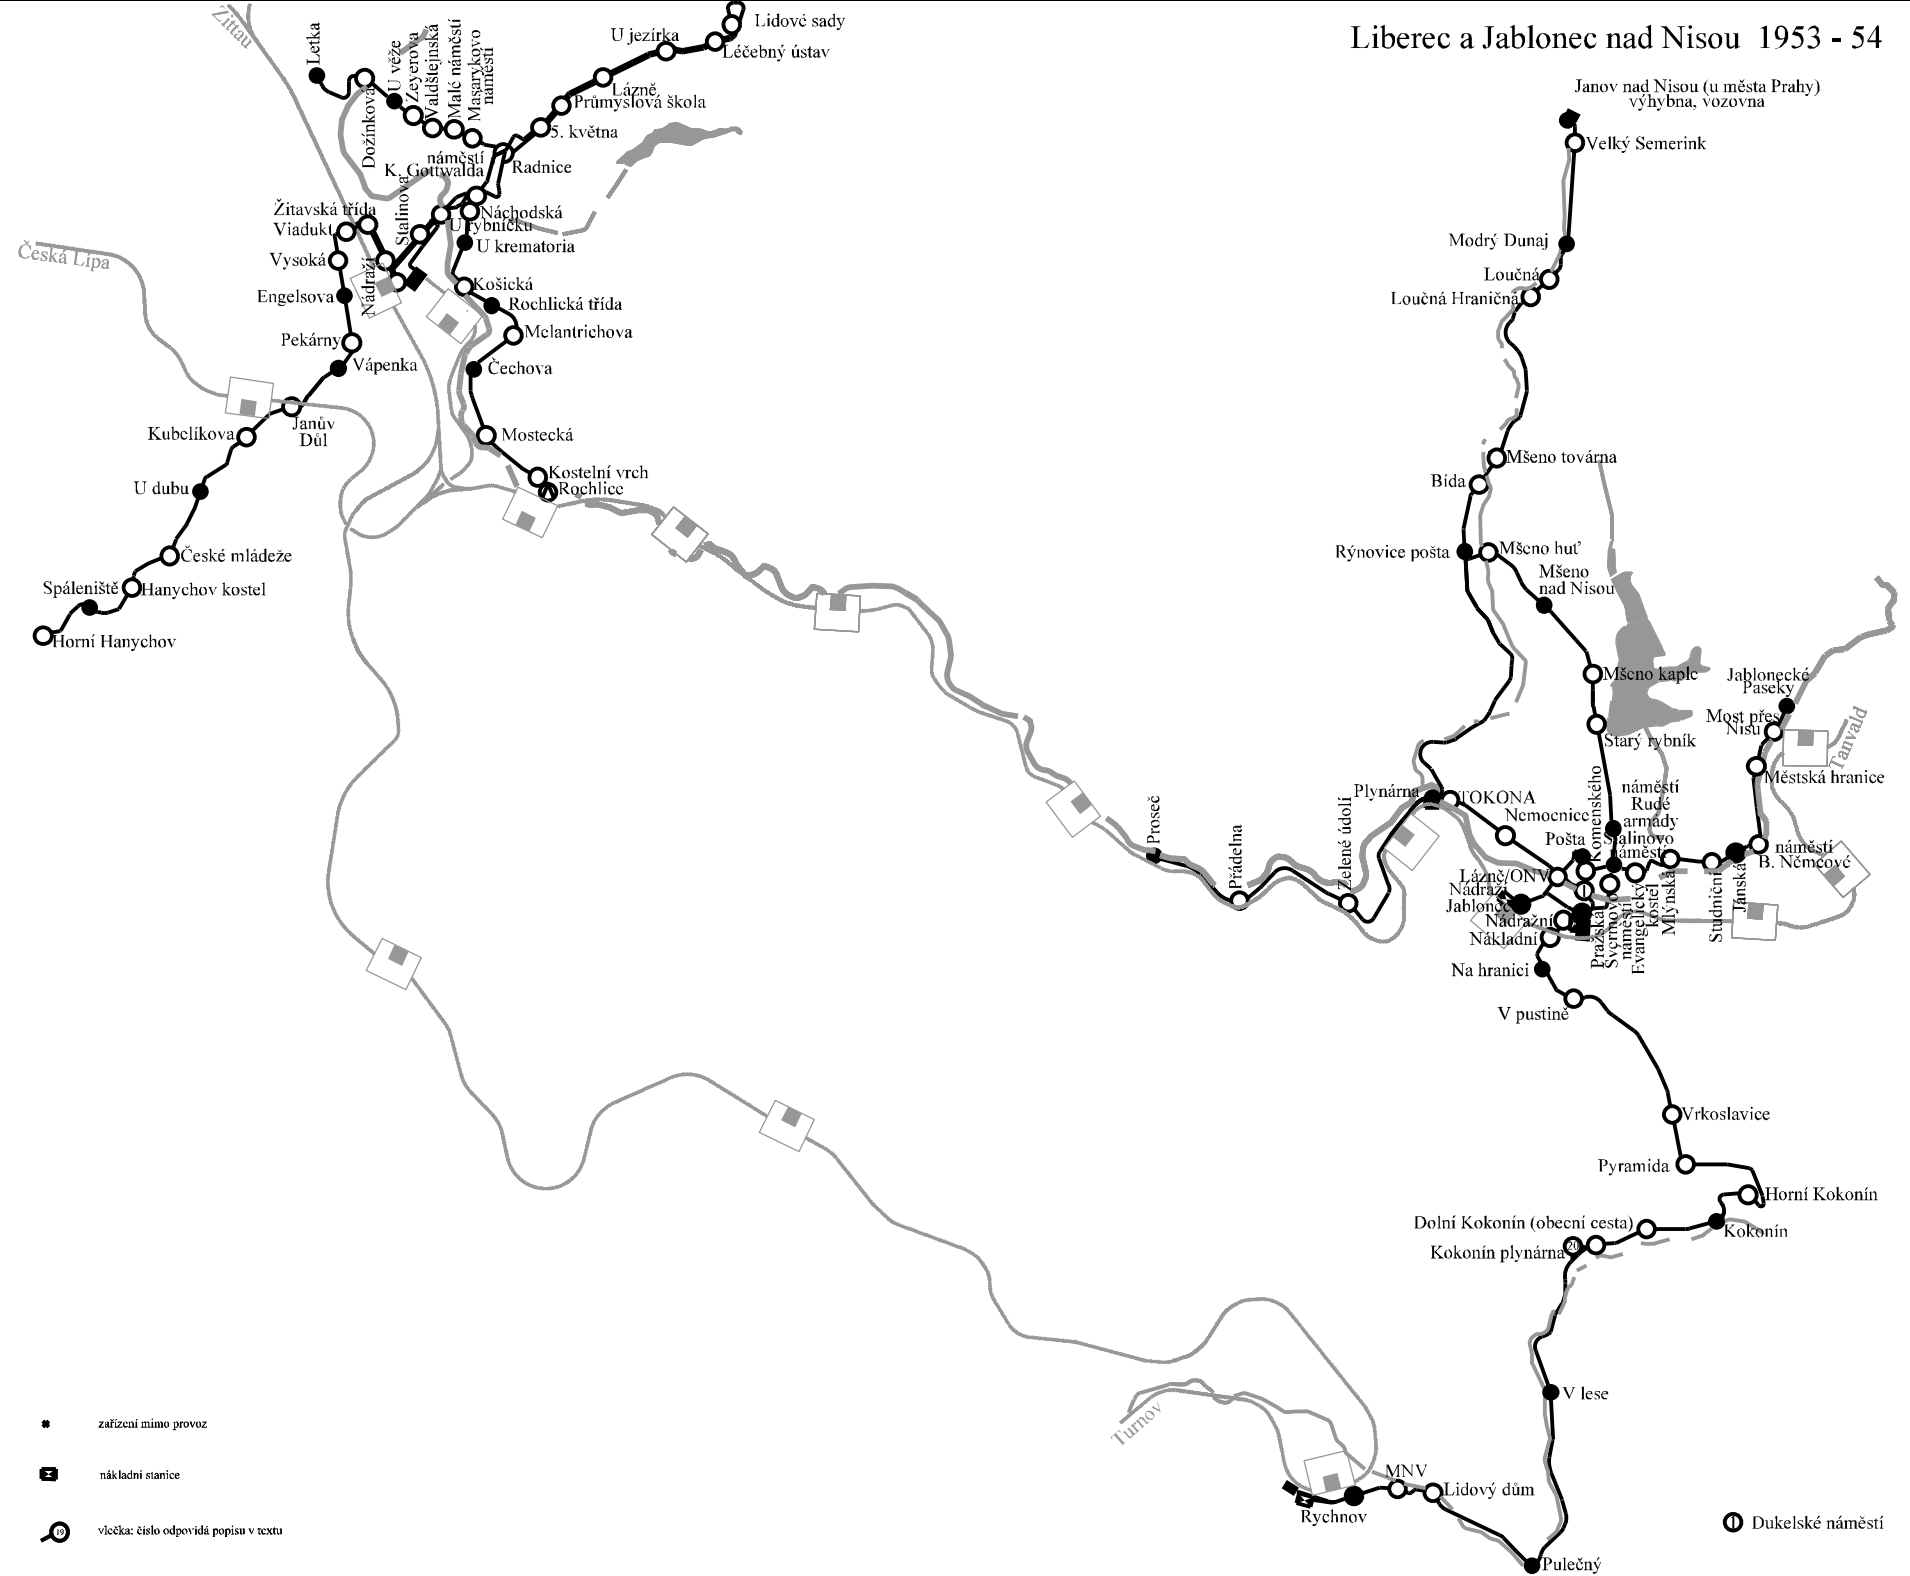 Liberec a Jablonec nad Nisou 1953 - 54
Zittau
Letka
U věže
Zeyerova
Valdštejnská
Malé náměstí
Masarykovo
náměstí
Dožínkova
U jezírka
Lidové sady
Léčebný ústav
Lázně
Průmyslová škola
5. května
Radnice
náměstí
K. Gottwalda
Stalinova
Žitavská třída
Viadukt
Vysoká
Nádraží
Engelsova
Pekárny
Vápenka
Náchodská
U rybníčku
U krematoria
Košická
Rochlická třída
Melantrichova
Čechova
Mostecká
Kostelní vrch
Rochlice
Česká Lípa
Janův
Důl
Kubelíkova
U dubu
České mládeže
Spáleniště
Hanychov kostel
Horní Hanychov
Janov nad Nisou (u města Prahy)
výhybna, vozovna
Velký Semerink
Modrý Dunaj
Loučná
Loučná Hraničná
Mšeno továrna
Bída
Rýnovice pošta
Mšeno huť
Mšeno
nad Nisou
Mšeno kaple
Starý rybník
Jablonecké
Paseky
Most přes
Nisu
Tanvald
Městská hranice
náměstí
Rudé
armády
Stalinovo
náměstí
Komenského
Plynárna
TOKONA
Nemocnice
Pošta
Lázně/ONV
Nádraží
Jablonec
Nádražní
Nákladní
Na hranici
V pustině
Proseč
Přádelna
Zelené údolí
Pražská
Švermovo
náměstí
Evangelický
kostel
Mlýnská
Studniční
Jánská
náměstí
B. Němcové
Vrkoslavice
Pyramida
Horní Kokonín
Dolní Kokonín (obecní cesta)
Kokonín
Kokonín plynárna
20
V lese
Turnov
MNV
Lidový dům
Rychnov
Pulečný
zařízení mimo provoz
nákladní stanice
19
vlečka: číslo odpovídá popisu v textu
Dukelské náměstí